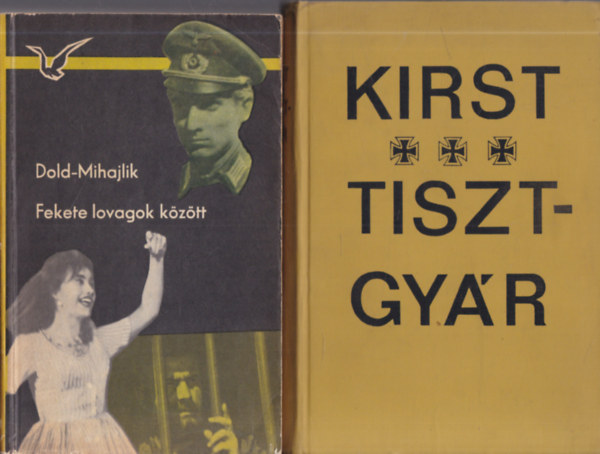 Dold-Mihajlik
Fekete lovagok között
KIRST
TISZT-
GYÁR